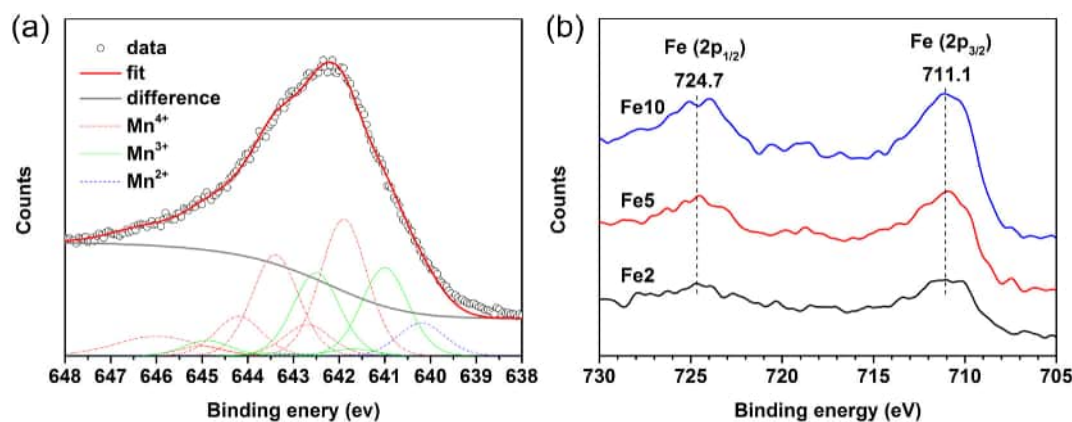 (a)
data
fit
difference
Mn4+
Mn3+
Mn2+
Counts
648 647 646 645 644 643 642 641 640 639 638
Binding enery (ev)
(b)
Fe (2p1/2)
724.7
Fe (2p3/2)
711.1
Fe10
Fe5
Fe2
Counts
730 725 720 715 710 705
Binding energy (eV)